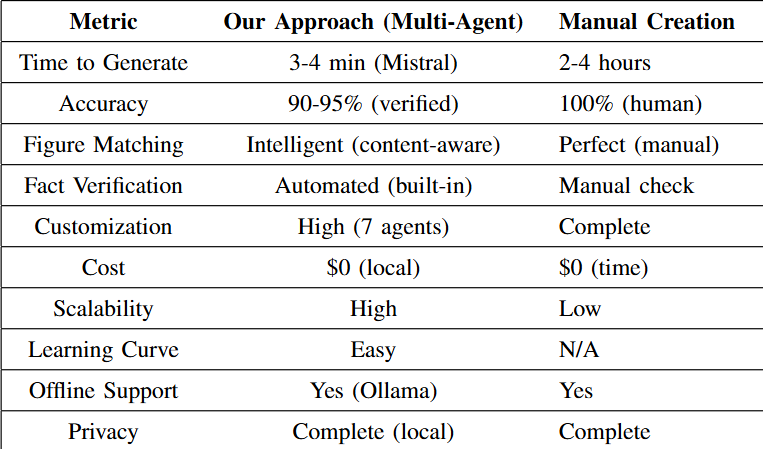 Metric Our Approach (Multi-Agent) Manual Creation
Time to Generate 3-4 min (Mistral) 2-4 hours
Accuracy 90-95% (verified) 100% (human)
Figure Matching Intelligent (content-aware) Perfect (manual)
Fact Verification Automated (built-in) Manual check
Customization High (7 agents) Complete
Cost $0 (local) $0 (time)
Scalability High Low
Learning Curve Easy N/A
Offline Support Yes (Ollama) Yes
Privacy Complete (local) Complete